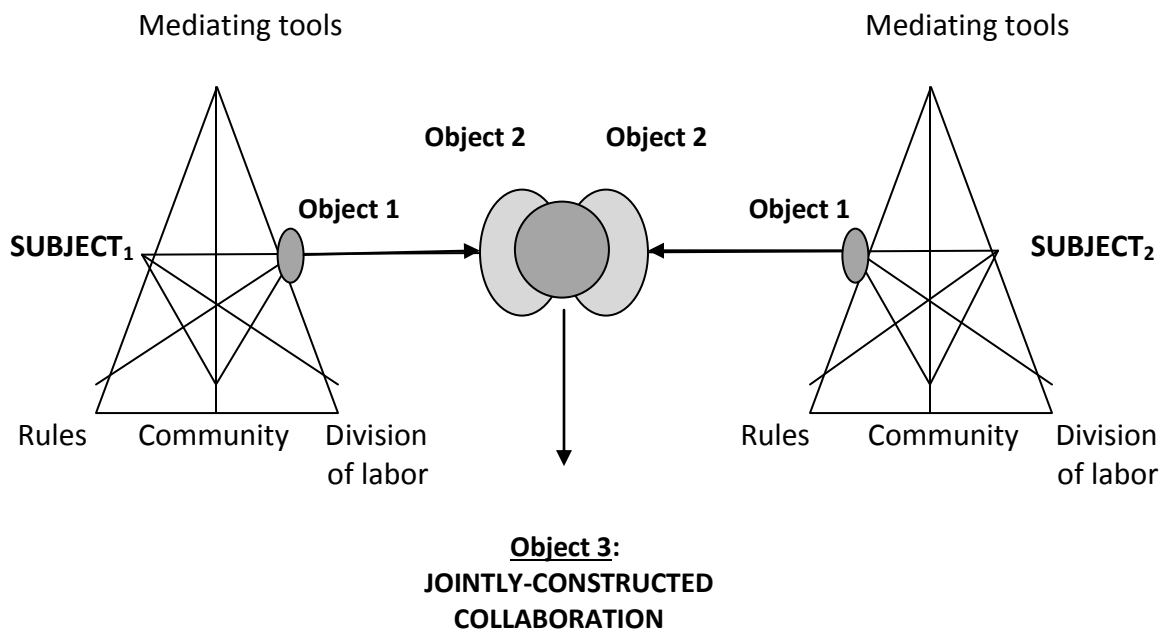 Mediating tools
Mediating tools
Object 2
Object 2
Object 1
Object 1
SUBJECT₁
SUBJECT₂
Rules
Community
Division
of labor
Rules
Community
Division
of labor
Object 3:
JOINTLY-CONSTRUCTED
COLLABORATION